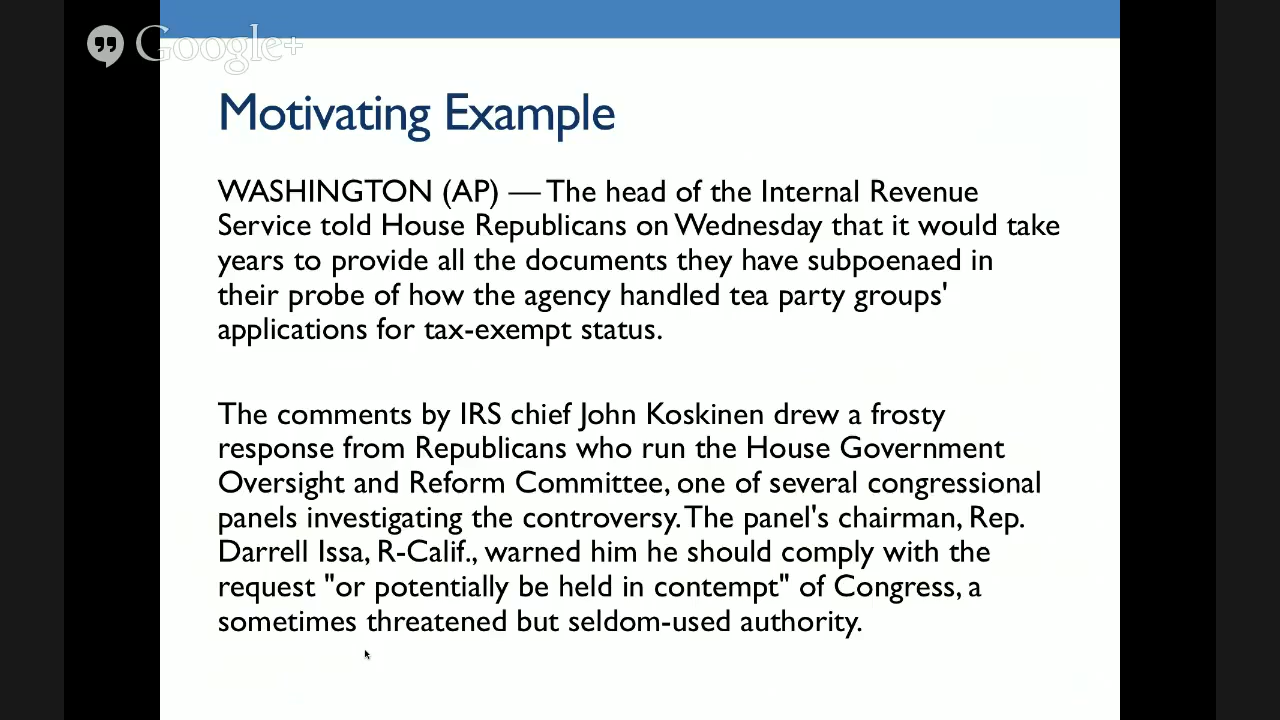 Google+
Motivating Example
WASHINGTON (AP) — The head of the Internal Revenue
Service told House Republicans on Wednesday that it would take
years to provide all the documents they have subpoenaed in
their probe of how the agency handled tea party groups'
applications for tax-exempt status.
The comments by IRS chief John Koskinen drew a frosty
response from Republicans who run the House Government
Oversight and Reform Committee, one of several congressional
panels investigating the controversy. The panel's chairman, Rep.
Darrell Issa, R-Calif., warned him he should comply with the
request "or potentially be held in contempt" of Congress, a
sometimes threatened but seldom-used authority.